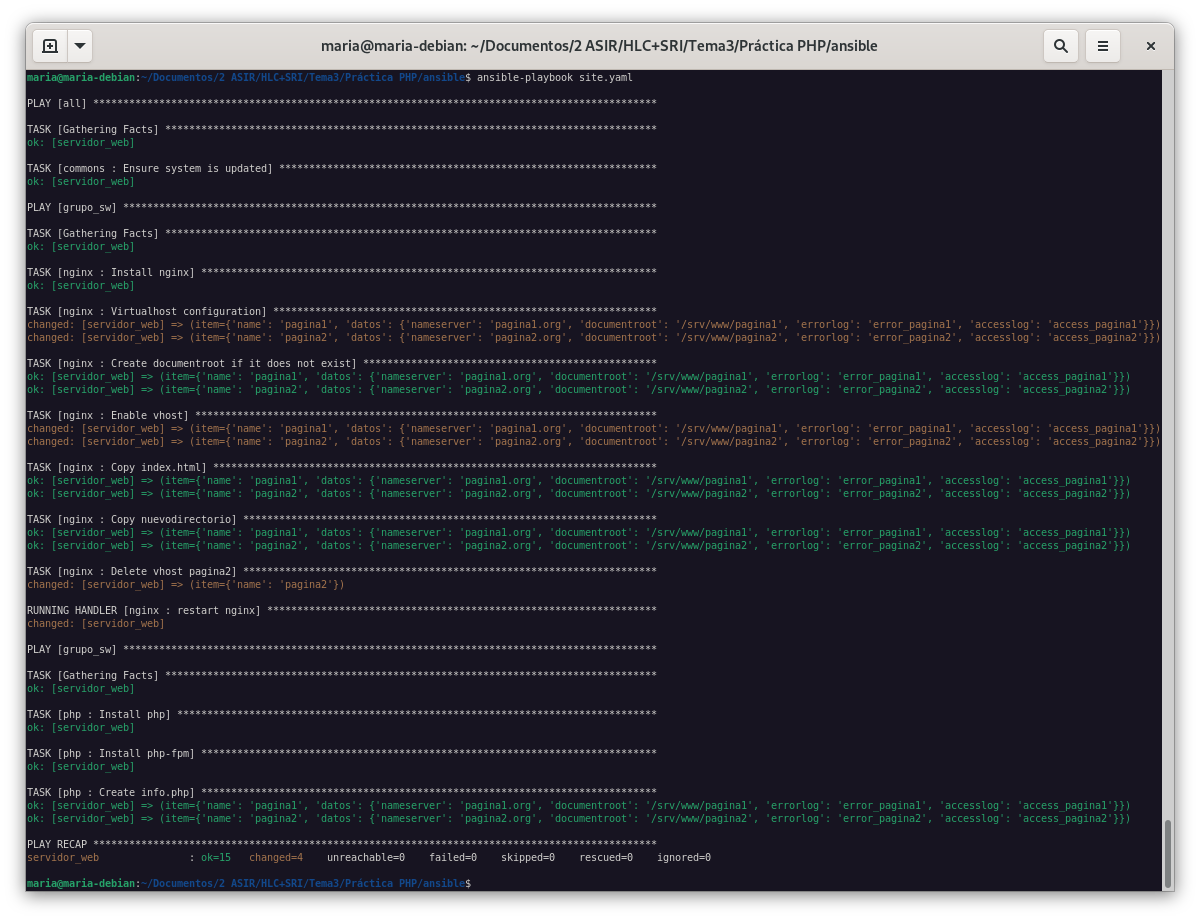 maria@maria-debian: ~/Documentos/2 ASIR/HLC+SRI/Tema3/Práctica PHP/ansible
maria@maria-debian:~/Documentos/2 ASIR/HLC+SRI/Tema3/Práctica PHP/ansible$ ansible-playbook site.yaml
PLAY [all] **********************************************************************************************
TASK [Gathering Facts] **********************************************************************************
ok: [servidor_web]
TASK [commons : Ensure system is updated] ***************************************************************
ok: [servidor_web]
PLAY [grupo_sw] *****************************************************************************************
TASK [Gathering Facts] **********************************************************************************
ok: [servidor_web]
TASK [nginx : Install nginx] ****************************************************************************
ok: [servidor_web]
TASK [nginx : Virtualhost configuration] ****************************************************************
changed: [servidor_web] => (item={'name': 'pagina1', 'datos': {'nameserver': 'pagina1.org', 'documentroot': '/srv/www/pagina1', 'errorlog': 'error_pagina1', 'accesslog': 'access_pagina1'}})
changed: [servidor_web] => (item={'name': 'pagina2', 'datos': {'nameserver': 'pagina2.org', 'documentroot': '/srv/www/pagina2', 'errorlog': 'error_pagina2', 'accesslog': 'access_pagina2'}})
TASK [nginx : Create documentroot if it does not exist] *************************************************
ok: [servidor_web] => (item={'name': 'pagina1', 'datos': {'nameserver': 'pagina1.org', 'documentroot': '/srv/www/pagina1', 'errorlog': 'error_pagina1', 'accesslog': 'access_pagina1'}})
ok: [servidor_web] => (item={'name': 'pagina2', 'datos': {'nameserver': 'pagina2.org', 'documentroot': '/srv/www/pagina2', 'errorlog': 'error_pagina2', 'accesslog': 'access_pagina2'}})
TASK [nginx : Enable vhost] *****************************************************************************
changed: [servidor_web] => (item={'name': 'pagina1', 'datos': {'nameserver': 'pagina1.org', 'documentroot': '/srv/www/pagina1', 'errorlog': 'error_pagina1', 'accesslog': 'access_pagina1'}})
changed: [servidor_web] => (item={'name': 'pagina2', 'datos': {'nameserver': 'pagina2.org', 'documentroot': '/srv/www/pagina2', 'errorlog': 'error_pagina2', 'accesslog': 'access_pagina2'}})
TASK [nginx : Copy index.html] **************************************************************************
ok: [servidor_web] => (item={'name': 'pagina1', 'datos': {'nameserver': 'pagina1.org', 'documentroot': '/srv/www/pagina1', 'errorlog': 'error_pagina1', 'accesslog': 'access_pagina1'}})
ok: [servidor_web] => (item={'name': 'pagina2', 'datos': {'nameserver': 'pagina2.org', 'documentroot': '/srv/www/pagina2', 'errorlog': 'error_pagina2', 'accesslog': 'access_pagina2'}})
TASK [nginx : Copy nuevodirectorio] *********************************************************************
ok: [servidor_web] => (item={'name': 'pagina1', 'datos': {'nameserver': 'pagina1.org', 'documentroot': '/srv/www/pagina1', 'errorlog': 'error_pagina1', 'accesslog': 'access_pagina1'}})
ok: [servidor_web] => (item={'name': 'pagina2', 'datos': {'nameserver': 'pagina2.org', 'documentroot': '/srv/www/pagina2', 'errorlog': 'error_pagina2', 'accesslog': 'access_pagina2'}})
TASK [nginx : Delete vhost pagina2] *********************************************************************
changed: [servidor_web] => (item={'name': 'pagina2'})
RUNNING HANDLER [nginx : restart nginx] *****************************************************************
changed: [servidor_web]
PLAY [grupo_sw] *****************************************************************************************
TASK [Gathering Facts] **********************************************************************************
ok: [servidor_web]
TASK [php : Install php] ********************************************************************************
ok: [servidor_web]
TASK [php : Install php-fpm] ****************************************************************************
ok: [servidor_web]
TASK [php : Create info.php] ****************************************************************************
ok: [servidor_web] => (item={'name': 'pagina1', 'datos': {'nameserver': 'pagina1.org', 'documentroot': '/srv/www/pagina1', 'errorlog': 'error_pagina1', 'accesslog': 'access_pagina1'}})
ok: [servidor_web] => (item={'name': 'pagina2', 'datos': {'nameserver': 'pagina2.org', 'documentroot': '/srv/www/pagina2', 'errorlog': 'error_pagina2', 'accesslog': 'access_pagina2'}})
PLAY RECAP **********************************************************************************************
servidor_web               : ok=15   changed=4    unreachable=0    failed=0    skipped=0    rescued=0    ignored=0
maria@maria-debian:~/Documentos/2 ASIR/HLC+SRI/Tema3/Práctica PHP/ansible$